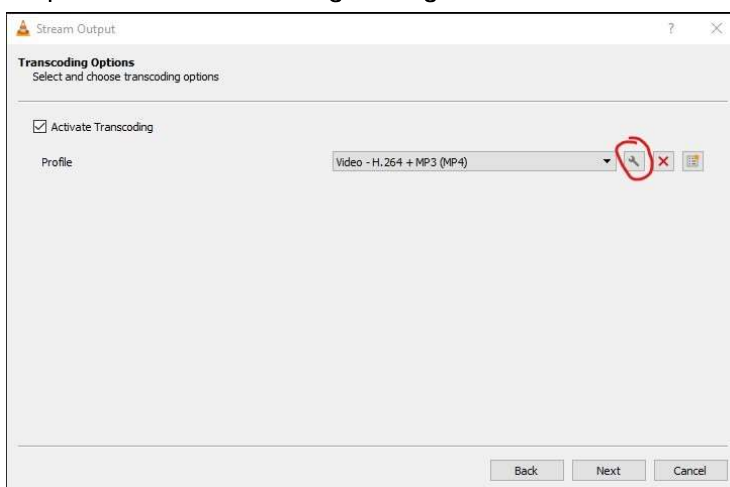 Stream Output
Transcoding Options
Select and choose transcoding options
Activate Transcoding
Profile
Video - H.264 + MP3 (MP4)
Back
Next
Cancel